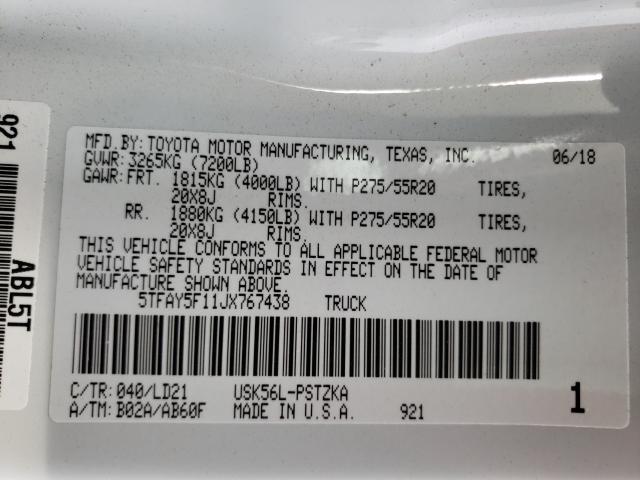 MFD.BY:TOYOTA MOTOR MANUFACTURING, TEXAS, INC. 06/18
GVWR:3265KG (7200LB)
GAWR:FRT. 1815KG (4000LB) WITH P275/55R20 TIRES,
20X8J RIMS.
RR. 1880KG (4150LB) WITH P275/55R20 TIRES,
20X8J RIMS.
THIS VEHICLE CONFORMS TO ALL APPLICABLE FEDERAL MOTOR
VEHICLE SAFETY STANDARDS IN EFFECT ON THE DATE OF
MANUFACTURE SHOWN ABOVE.
5TFAY5F11JX767438 TRUCK
C/TR:040/LD21 USK56L-PSTZKA
A/TM:B02A/AB60F MADE IN U.S.A. 921 1
921
ABL5T